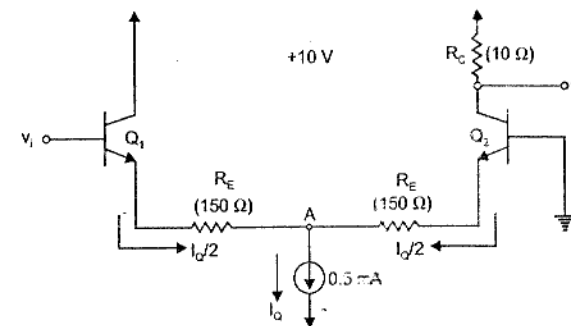 +10 V
R_C (10 Ω)
v_i
Q_1
Q_2
R_E
(150 Ω)
A
R_E
(150 Ω)
I_Q/2
I_Q/2
I_Q
0.5 mA